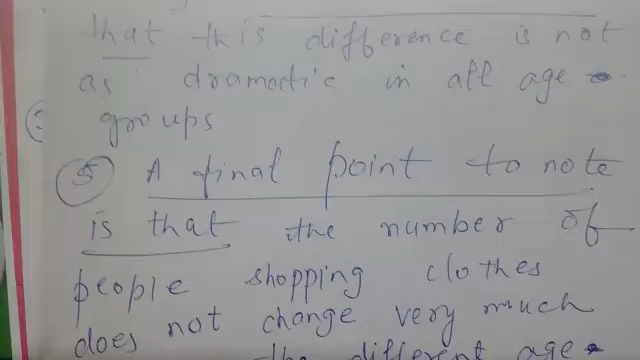 that this difference is not
as dramatic in all age
groups
5 A final point to note
is that the number of
people shopping clothes
does not change very much
the different age